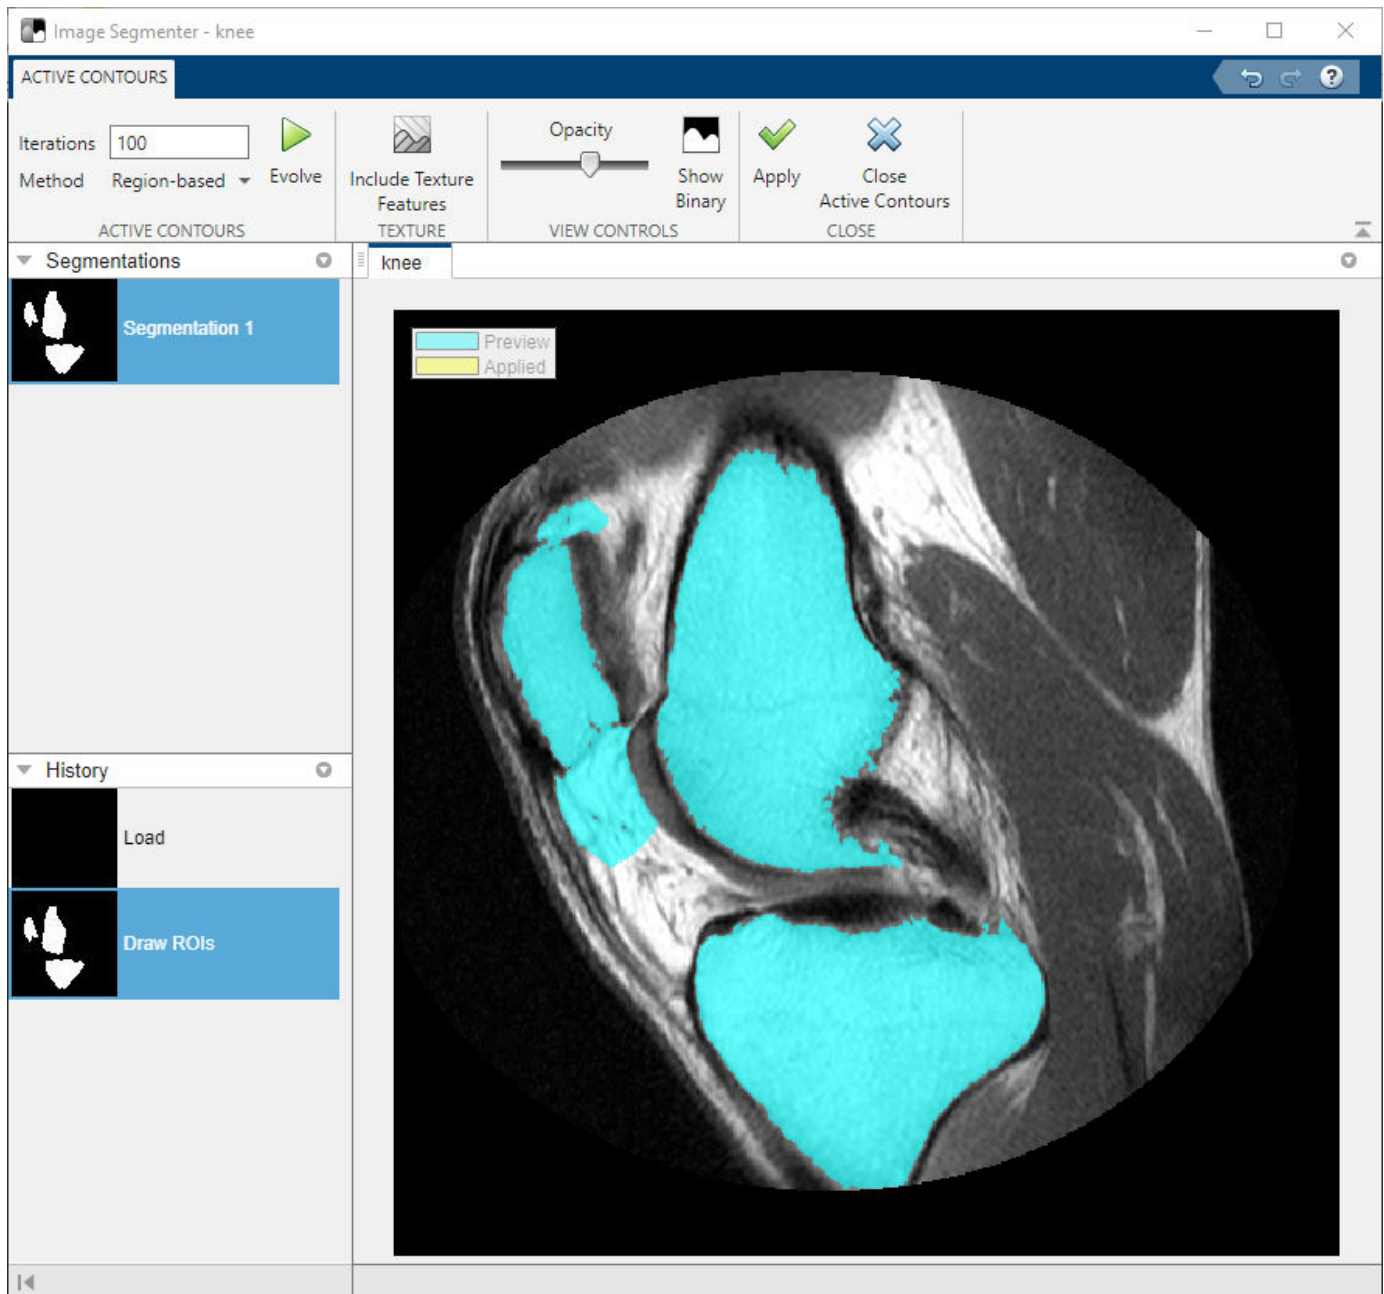 Image Segmenter - knee
ACTIVE CONTOURS
?
Iterations 100
Method Region-based
Evolve
Include Texture
Features
Opacity
Show
Binary
Apply
Close
Active Contours
ACTIVE CONTOURS
TEXTURE
VIEW CONTROLS
CLOSE
Segmentations
knee
Segmentation 1
Preview
Applied
History
Load
Draw ROIs